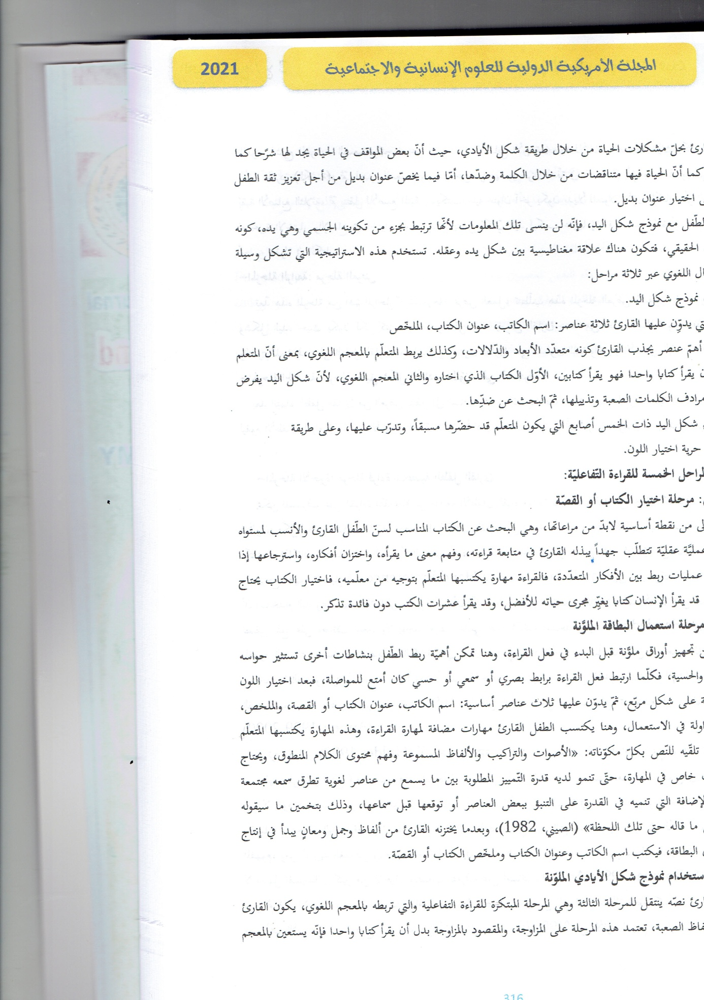 المجلة الأمريكية الدولية للعلوم الإنسانية والاجتماعية
2021
بحلّ مشكلات الحياة من خلال طريقة شكل الأيادي، حيث أنّ بعض المواقف في الحياة يجد لها شرًحا كما
كما أنّ الحياة فيها متناقضات من خلال الكلمة وضدّها، أمّا فيما يخصّ عنوان بديل من أجل تعزيز ثقة الطفل
اختيار عنوان بديل.
لطّفل مع نموذج شكل اليد، فإنّه لن ينسى تلك المعلومات لأنّها ترتبط بجزء من تكوينه الجسمي وهي يده، كونه
الحقيقي، فتكون هناك علاقة مغناطيسية بين شكل يده وعقله. تستخدم هذه الاستراتيجية التي تشكل وسيلة
ال اللغوي عبر ثلاثة مراحل:
نموذج شكل اليد.
تي يدوِّن عليها القارئ ثلاثة عناصر: اسم الكاتب، عنوان الكتاب، الملخّص
أهمّ عنصر يجذب القارئ كونه متعدّد الأبعاد والدّلالات، وكذلك يربط المتعلّم بالمعجم اللغوي، بمعنى أنّ المتعلم
ن يقرأ كتابا واحدا فهو يقرأ كتابين، الأوّل الكتاب الذي اختاره والثاني المعجم اللغوي، لأنّ شكل اليد يفرض
مرادف الكلمات الصعبة وتذييلها، ثمّ البحث عن ضدِّها.
شكل اليد ذات الخمس أصابع التي يكون المتعلّم قد حضّرها مسبقاً، وتدرّب عليها، وعلى طريقة
حرية اختيار اللون.
لمراحل الخمسة للقراءة التّفاعليّة:
: مرحلة اختيار الكتاب أو القصّة
لى من نقطة أساسية لابدّ من مراعاتها، وهي البحث عن الكتاب المناسب لسنّ الطّفل القارئ والأنسب لمستواه
عمليَّة عقليّة تتطلّب جهداً يبذله القارئ في متابعة قراءته، وفهم معنى ما يقرأه، واختزان أفكاره، واسترجاعها إذا
عمليات ربط بين الأفكار المتعدّدة، فالقراءة مهارة يكتسبها المتعلّم بتوجيه من معلّميه، فاختيار الكتاب يحتاج
قد يقرأ الإنسان كتابا يغيِّر مجرى حياته للأفضل، وقد يقرأ عشرات الكتب دون فائدة تذكر.
مرحلة استعمال البطاقة الملوَّنة
ن تجهيز أوراق ملوَّنة قبل البدء في فعل القراءة، وهنا تمكن أهميّة ربط الطّفل بنشاطات أخرى تستثير حواسه
والحسية، فكلّما ارتبط فعل القراءة برابط بصري أو سمعي أو حسي كان أمتع للمواصلة، فبعد اختيار اللون
ة على شكل مربّع، ثمّ يدوّن عليها ثلاث عناصر أساسية: اسم الكاتب، عنوان الكتاب أو القصة، والملخص،
اولة في الاستعمال، وهنا يكتسب الطفل القارئ مهارات مضافة لمهارة القراءة، وهذه المهارة يكتسبها المتعلّم
تلقّيه للنّص بكلّ مكوّناته: «الأصوات والتراكيب والألفاظ المسموعة وفهم محتوى الكلام المنطوق، ويحتاج
خاص في المهارة، حتّى تنمو لديه قدرة التّمييز المطلوبة بين ما يسمع من عناصر لغوية تطرق سمعه مجتمعة
لإضافة التي تنميه في القدرة على التنبؤ ببعض العناصر أو توقعها قبل سماعها، وذلك بتخمين ما سيقوله
ما قاله حتى تلك اللحظة» (الصيني، 1982)، وبعدما يختزنه القارئ من ألفاظ وجمل ومعانٍ يبدأ في إنتاج
البطاقة، فيكتب اسم الكاتب وعنوان الكتاب وملخّص الكتاب أو القصّة.
ستخدام نموذج شكل الأيادي الملوّنة
ارئ نصّه ينتقل للمرحلة الثالثة وهي المرحلة المبتكرة للقراءة التفاعلية والتي تربطه بالمعجم اللغوي، يكون القارئ
فاظ الصعبة، تعتمد هذه المرحلة على المزاوجة، والمقصود بالمزاوجة بدل أن يقرأ كتابا واحدا فإنّه يستعين بالمعجم
316